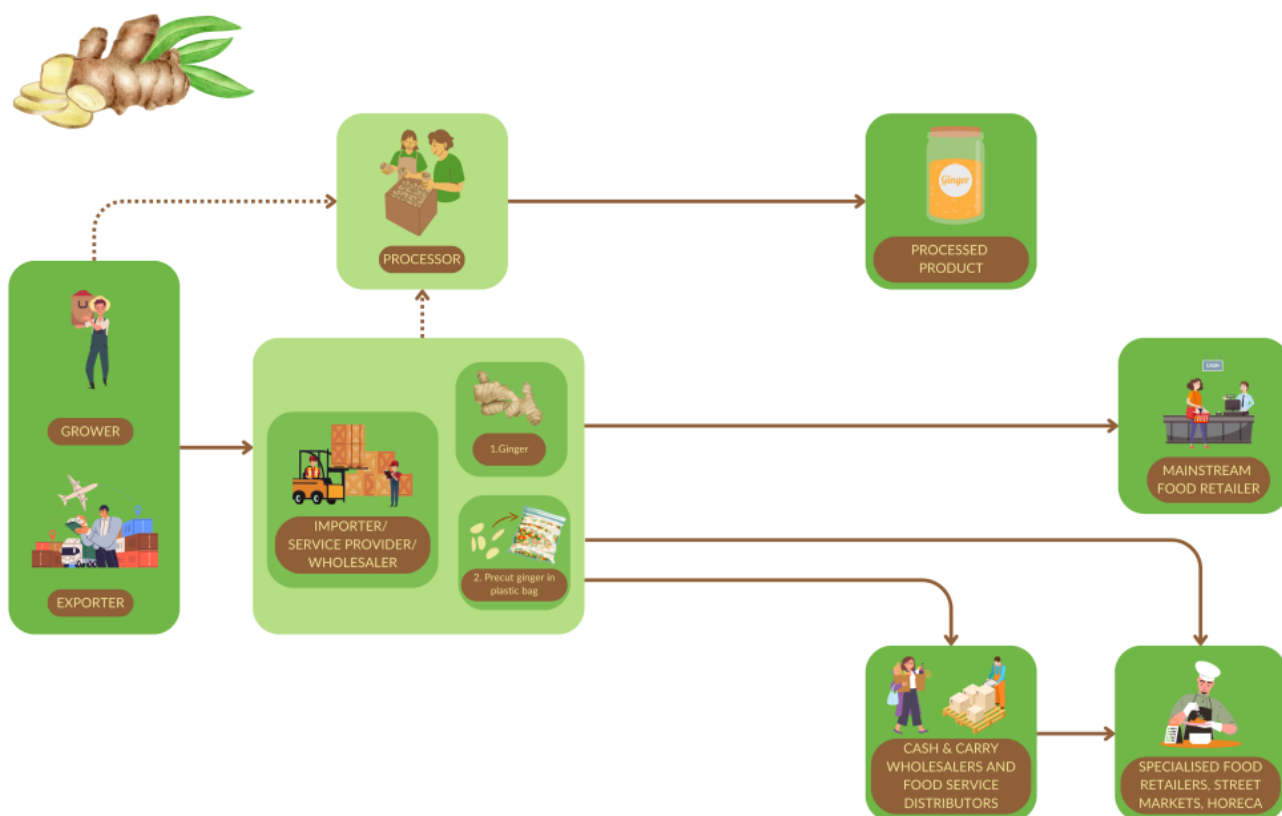 Ginger
PROCESSOR
PROCESSED
PRODUCT
GROWER
EXPORTER
IMPORTER/
SERVICE PROVIDER/
WHOLESALER
1.Ginger
2. Precut ginger in
plastic bag
CASH
MAINSTREAM
FOOD RETAILER
CASH & CARRY
WHOLESALERS AND
FOOD SERVICE
DISTRIBUTORS
SPECIALISED FOOD
RETAILERS, STREET
MARKETS, HORECA